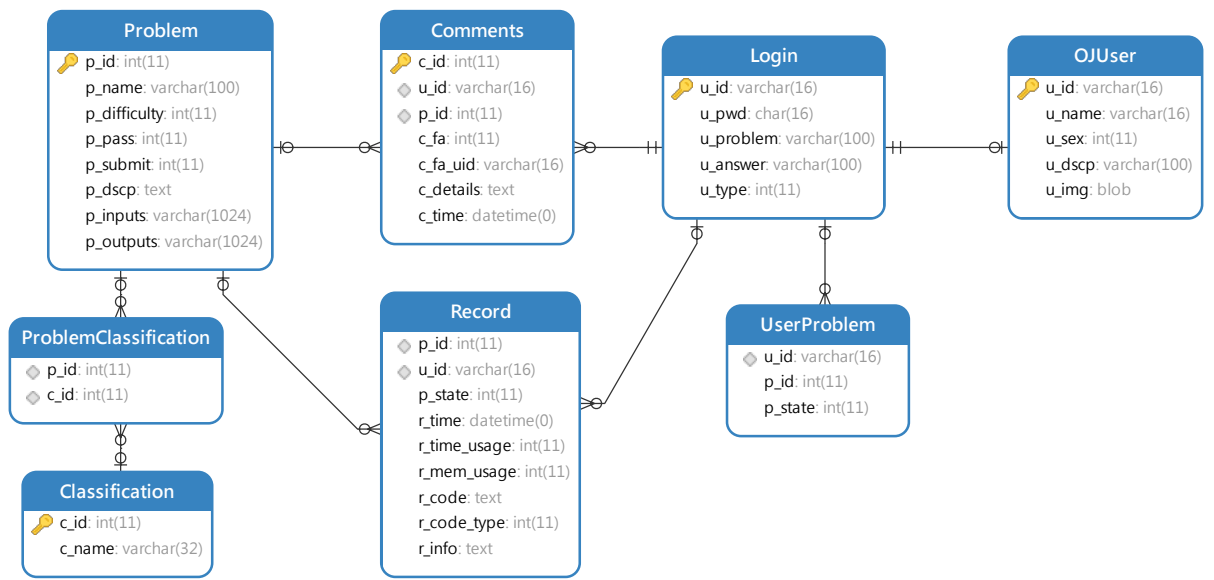 Problem
p_id: int(11)
p_name: varchar(100)
p_difficulty: int(11)
p_pass: int(11)
p_submit: int(11)
p_dscp: text
p_inputs: varchar(1024)
p_outputs: varchar(1024)
Comments
c_id: int(11)
u_id: varchar(16)
p_id: int(11)
c_fa: int(11)
c_fa_uid: varchar(16)
c_details: text
c_time: datetime(0)
Login
u_id: varchar(16)
u_pwd: char(16)
u_problem: varchar(100)
u_answer: varchar(100)
u_type: int(11)
OJUser
u_id: varchar(16)
u_name: varchar(16)
u_sex: int(11)
u_dscp: varchar(100)
u_img: blob
ProblemClassification
p_id: int(11)
c_id: int(11)
Record
p_id: int(11)
u_id: varchar(16)
p_state: int(11)
r_time: datetime(0)
r_time_usage: int(11)
r_mem_usage: int(11)
r_code: text
r_code_type: int(11)
r_info: text
UserProblem
u_id: varchar(16)
p_id: int(11)
p_state: int(11)
Classification
c_id: int(11)
c_name: varchar(32)